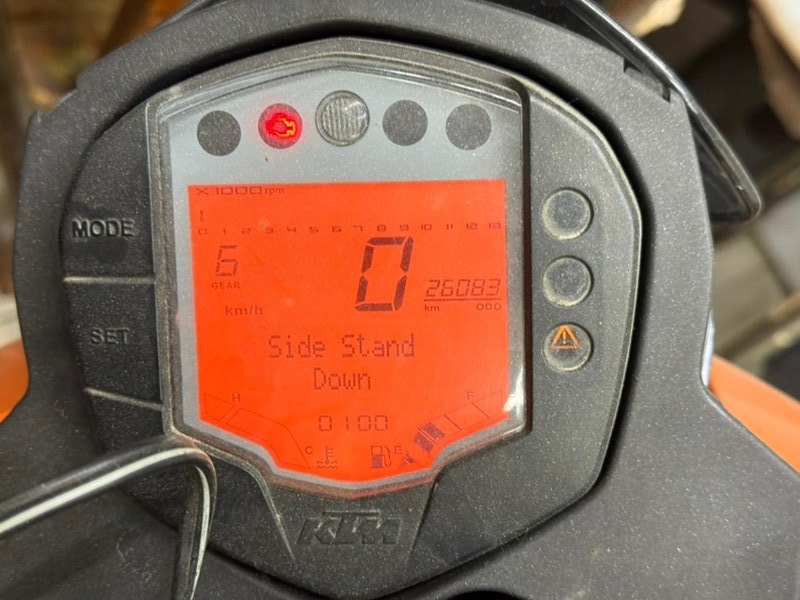 X1000rpm
0 1 2 3 4 5 6 7 8 9 10 11 12 13
MODE
6
0
GEAR
26083
km/h
km
ODO
SET
Side Stand
Down
H
F
0100
C
E
KTM